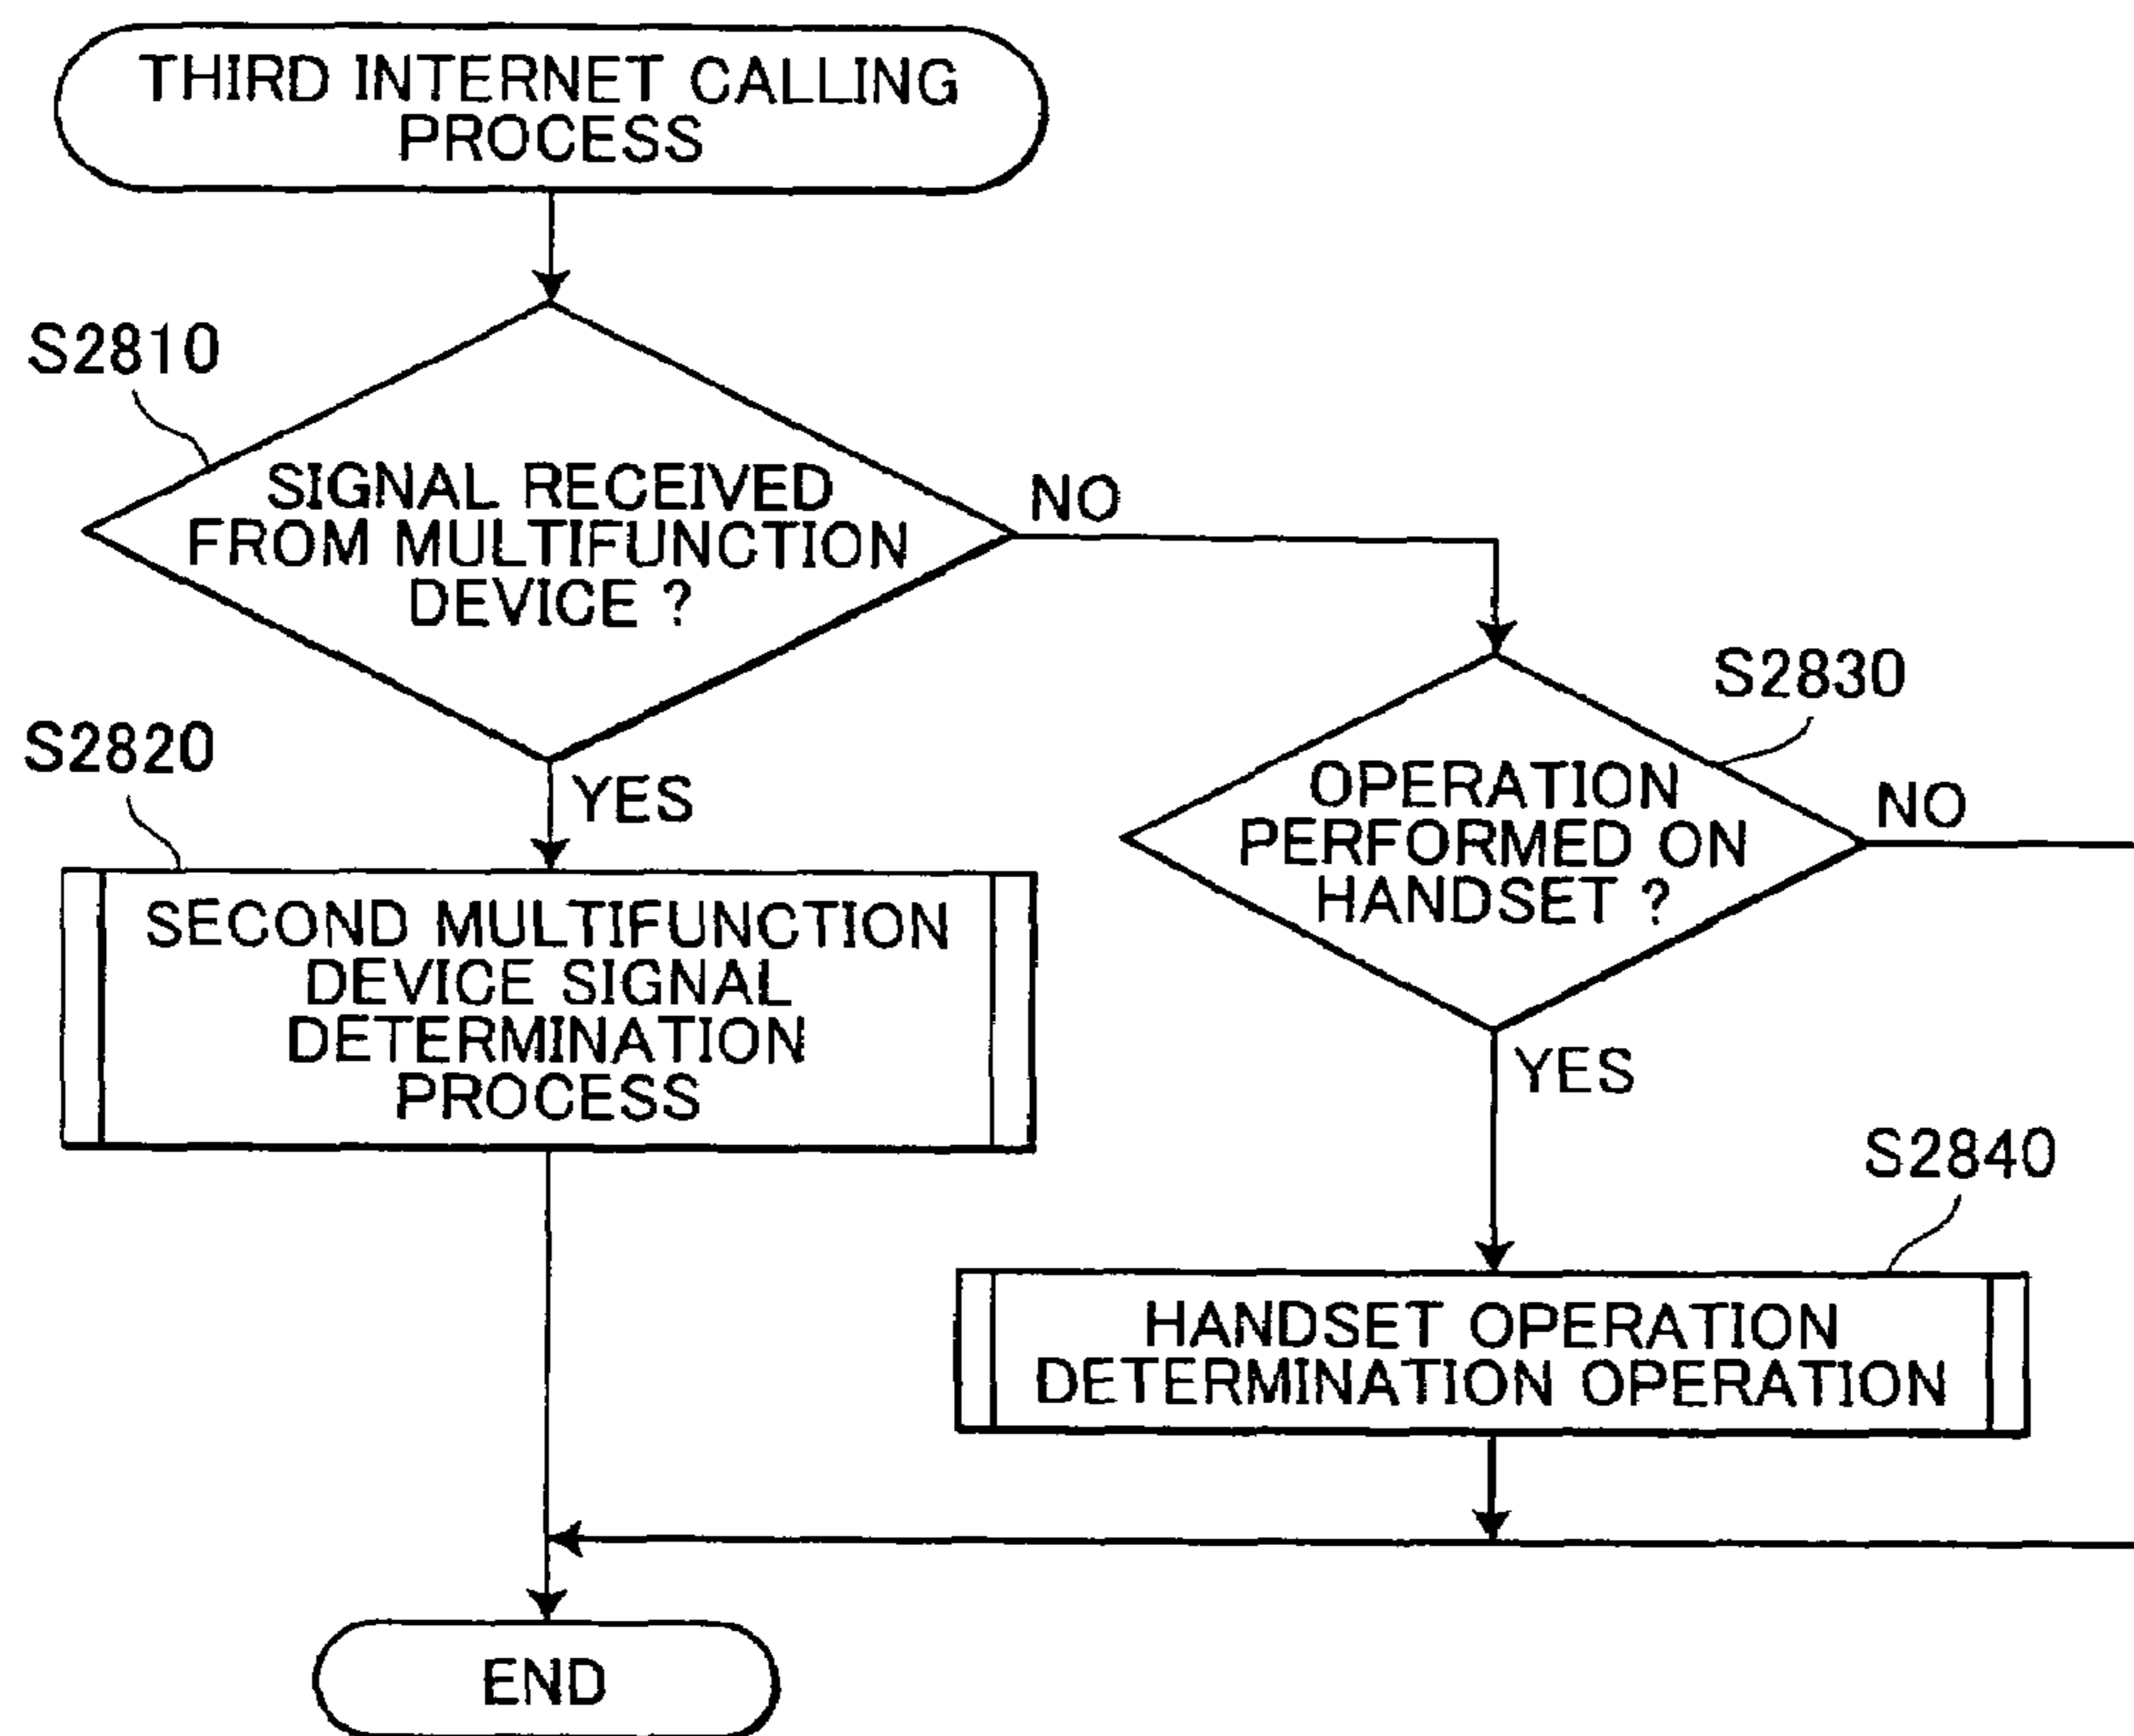 THIRD INTERNET CALLING
PROCESS
S2810
SIGNAL RECEIVED
FROM MULTIFUNCTION
DEVICE ?
NO
YES
S2820
SECOND MULTIFUNCTION
DEVICE SIGNAL
DETERMINATION
PROCESS
S2830
OPERATION
PERFORMED ON
HANDSET ?
NO
YES
S2840
HANDSET OPERATION
DETERMINATION OPERATION
END